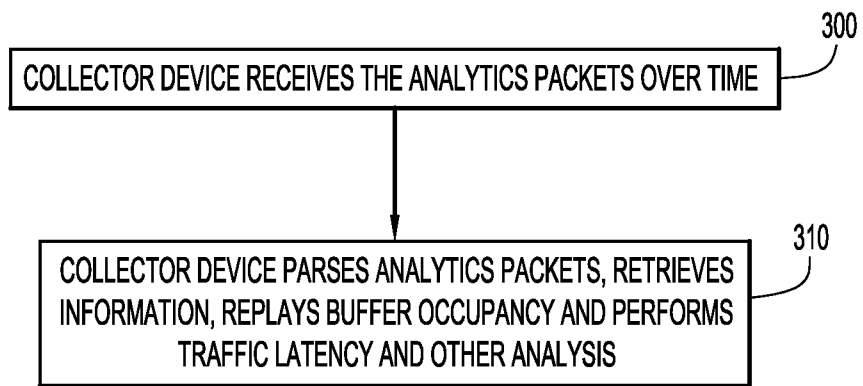 300
COLLECTOR DEVICE RECEIVES THE ANALYTICS PACKETS OVER TIME
310
COLLECTOR DEVICE PARSES ANALYTICS PACKETS, RETRIEVES
INFORMATION, REPLAYS BUFFER OCCUPANCY AND PERFORMS
TRAFFIC LATENCY AND OTHER ANALYSIS